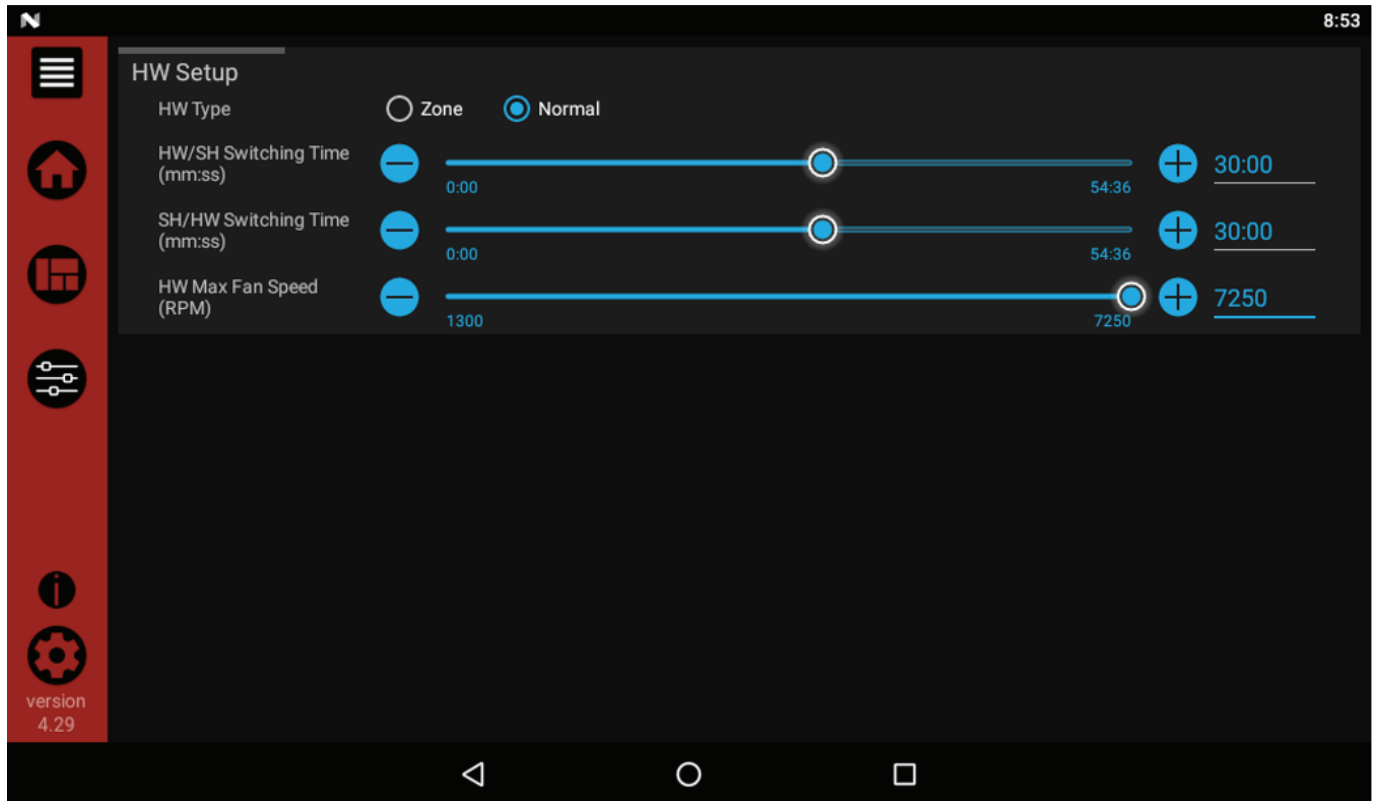 8:53
HW Setup
HW Type
Zone
Normal
HW/SH Switching Time
(mm:ss)
0:00
54:36
30:00
SH/HW Switching Time
(mm:ss)
0:00
54:36
30:00
HW Max Fan Speed
(RPM)
1300
7250
7250
version
4.29